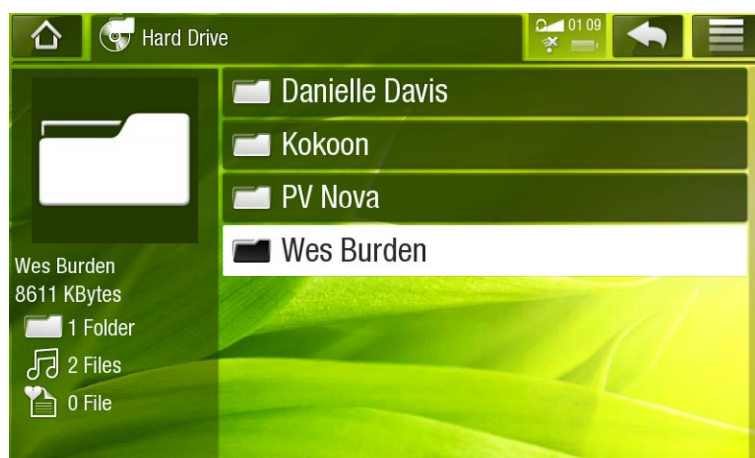 Hard Drive
01 09
Danielle Davis
Kokoon
PV Nova
Wes Burden
Wes Burden
8611 KBytes
1 Folder
2 Files
0 File